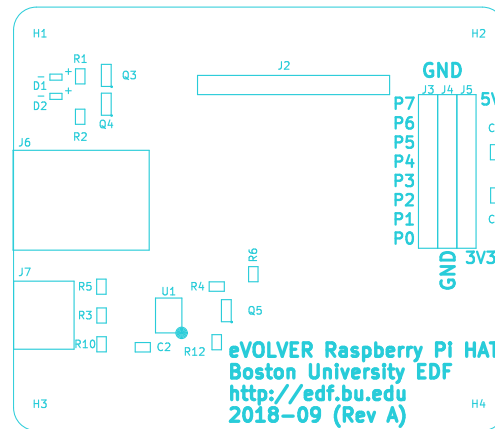 H1
H2
R1
Q3
J2
GND
D1
D2
Q4
R2
P7
J3
J4
J5
5V
P6
P5
P4
P3
P2
P1
P0
C
C
J6
GND
3V3
J7
R6
R5
U1
R4
R3
Q5
R10
C2
R12
eVOLVER Raspberry Pi HAT
Boston University EDF
http://edf.bu.edu
2018-09 (Rev A)
H3
H4